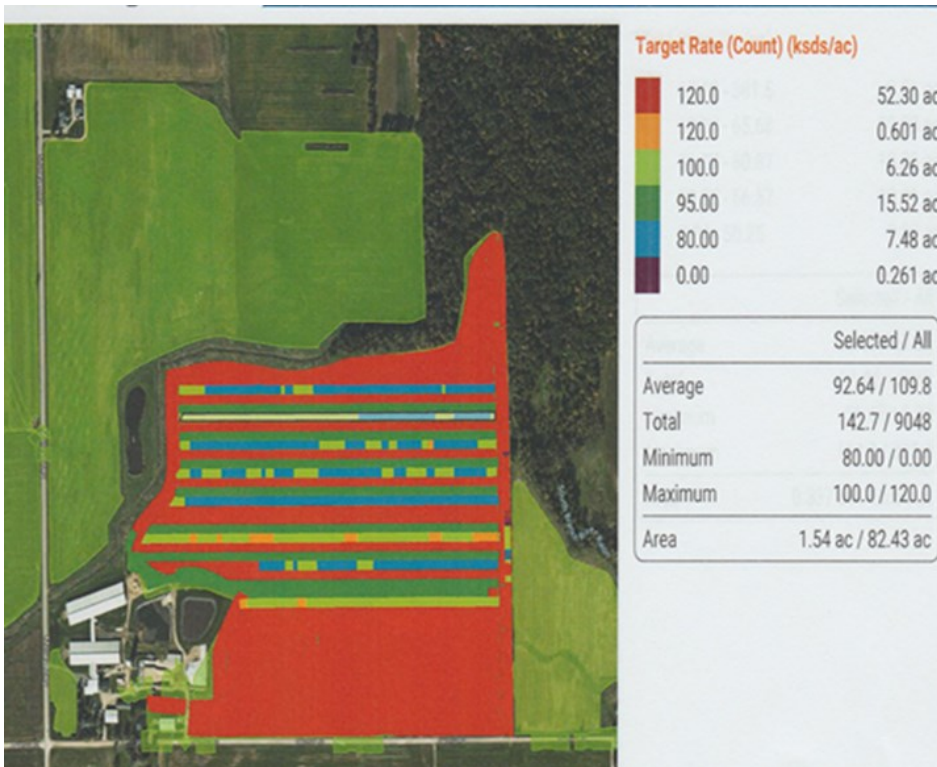 Target Rate (Count) (ksds/ac)
120.0 52.30 ac
120.0 0.601 ac
100.0 6.26 ac
95.00 15.52 ac
80.00 7.48 ac
0.00 0.261 ac
Selected / All
Average 92.64 / 109.8
Total 142.7 / 9048
Minimum 80.00 / 0.00
Maximum 100.0 / 120.0
Area 1.54 ac / 82.43 ac